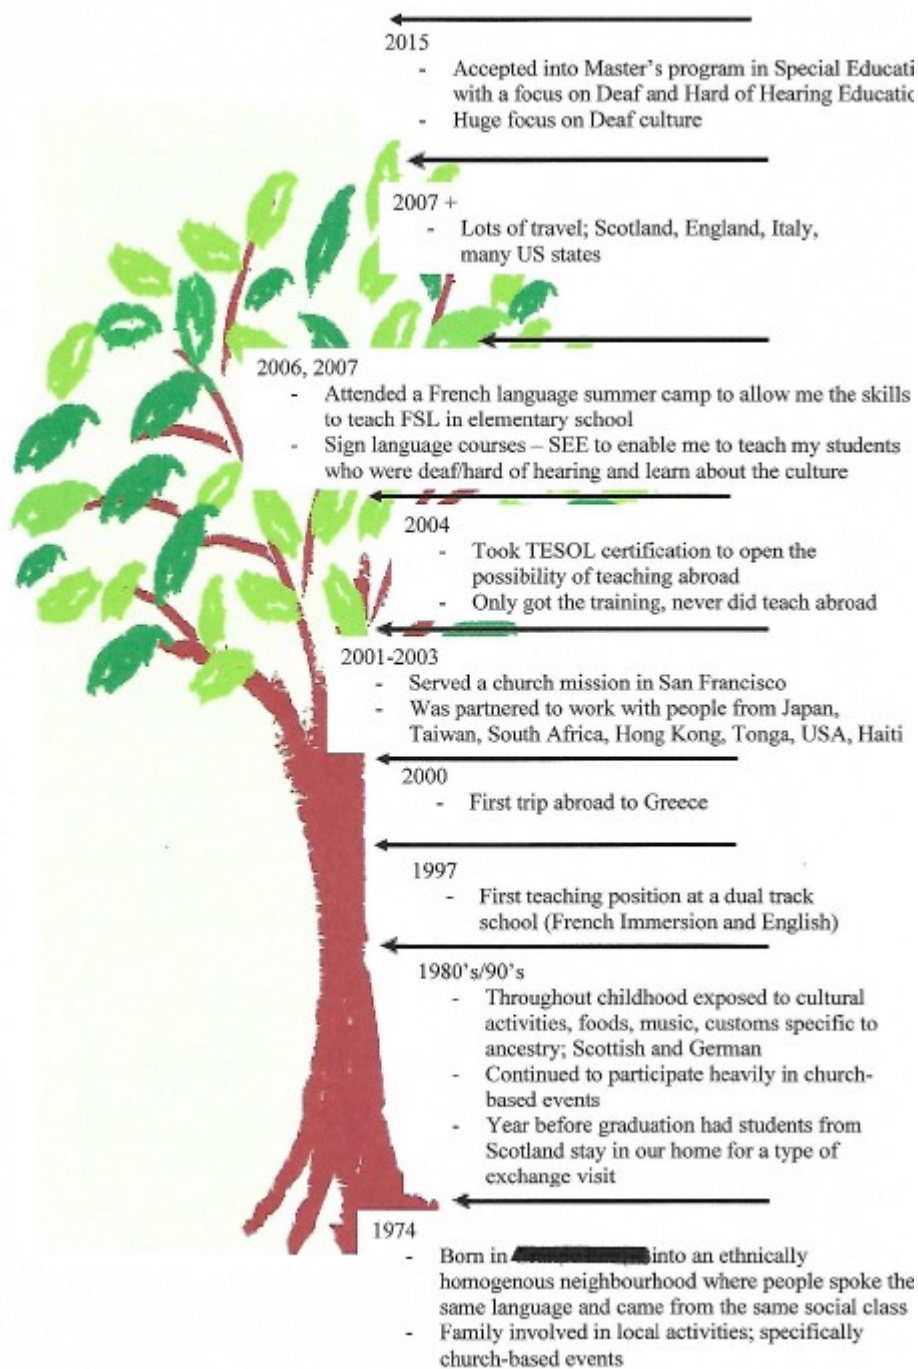 2015
- Accepted into Master's program in Special Educati
with a focus on Deaf and Hard of Hearing Educatio
- Huge focus on Deaf culture
2007 +
- Lots of travel; Scotland, England, Italy,
many US states
2006, 2007
- Attended a French language summer camp to allow me the skills
to teach FSL in elementary school
- Sign language courses – SEE to enable me to teach my students
who were deaf/hard of hearing and learn about the culture
2004
- Took TESOL certification to open the
possibility of teaching abroad
- Only got the training, never did teach abroad
2001-2003
- Served a church mission in San Francisco
- Was partnered to work with people from Japan,
Taiwan, South Africa, Hong Kong, Tonga, USA, Haiti
2000
- First trip abroad to Greece
1997
- First teaching position at a dual track
school (French Immersion and English)
1980's/90's
- Throughout childhood exposed to cultural
activities, foods, music, customs specific to
ancestry; Scottish and German
- Continued to participate heavily in church-
based events
- Year before graduation had students from
Scotland stay in our home for a type of
exchange visit
1974
- Born in into an ethnically
homogenous neighbourhood where people spoke the
same language and came from the same social class
- Family involved in local activities; specifically
church-based events